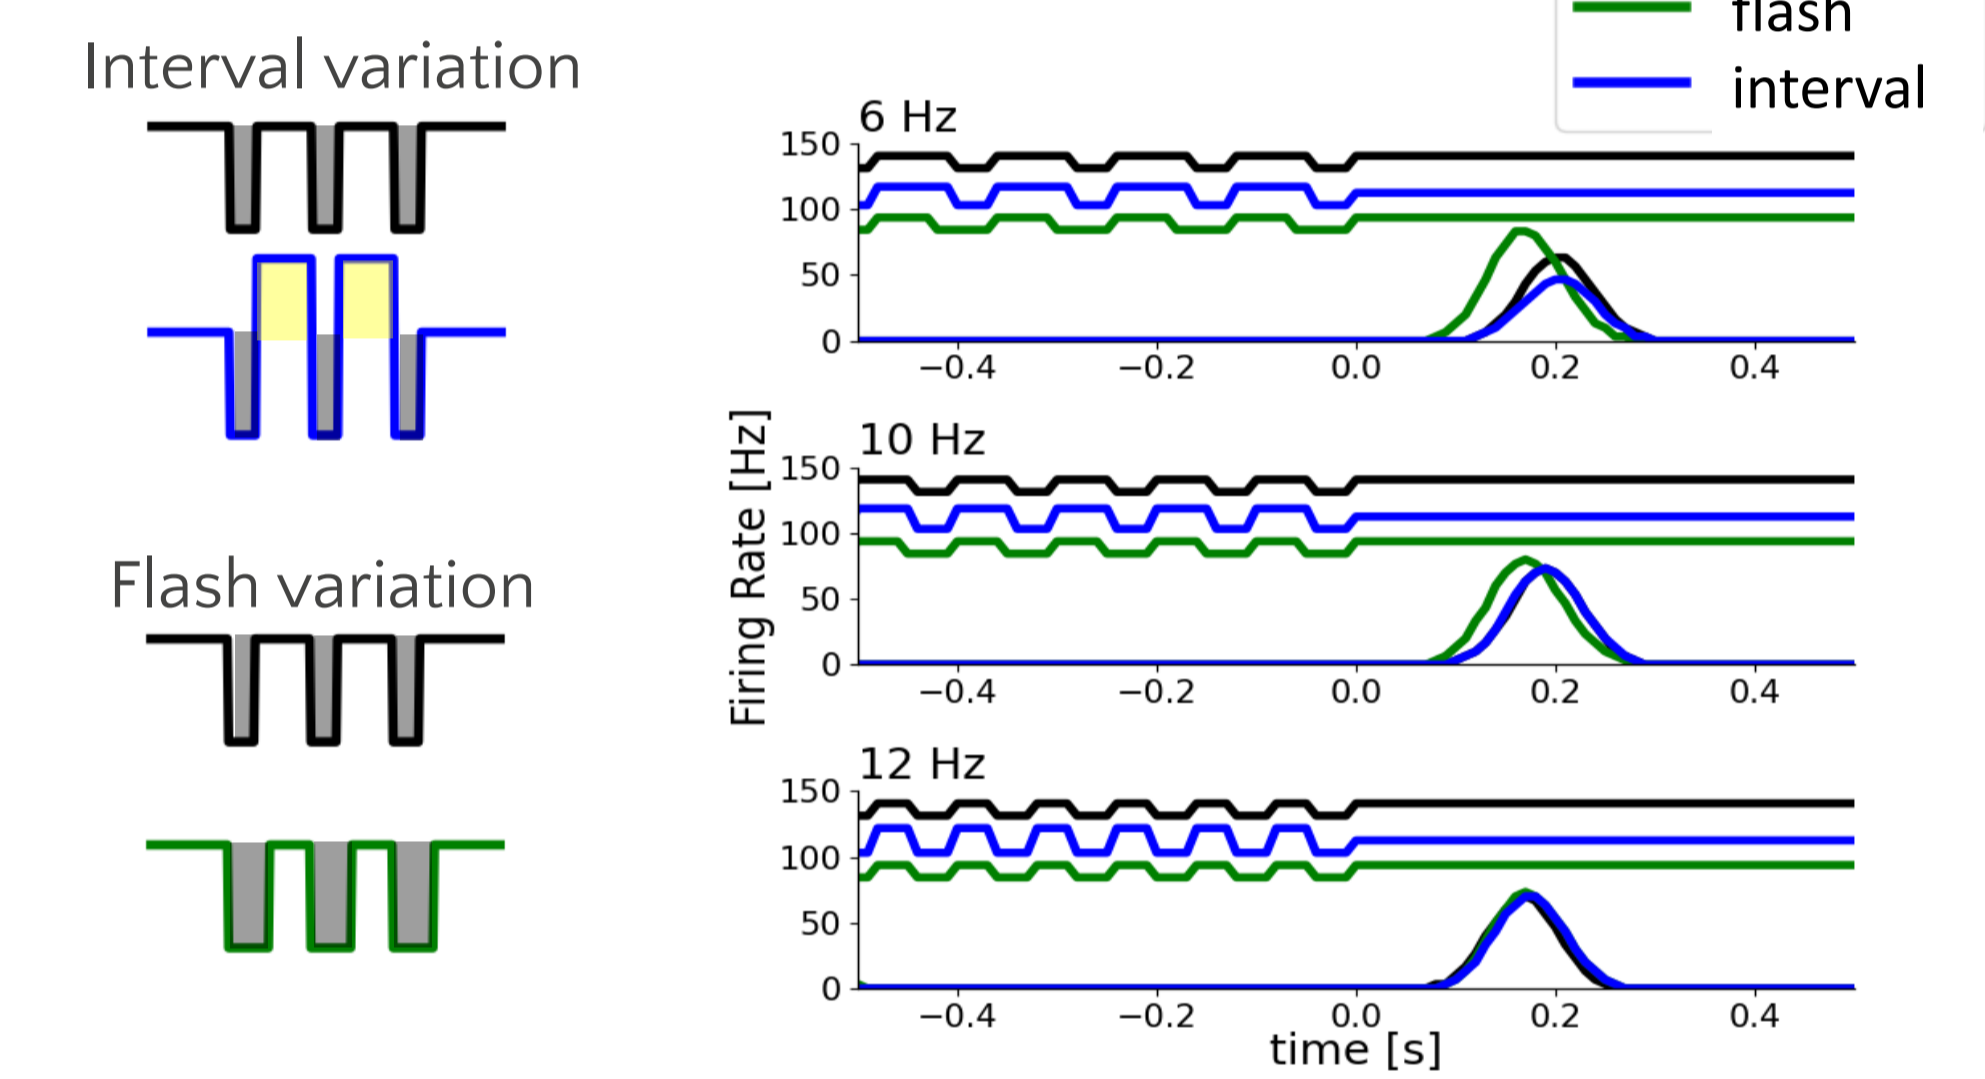 Interval variation
Flash variation
flash
interval
6 Hz
150
100
50
0
−0.4 −0.2 0.0 0.2 0.4
10 Hz
150
100
50
0
−0.4 −0.2 0.0 0.2 0.4
12 Hz
150
100
50
0
−0.4 −0.2 0.0 0.2 0.4
Firing Rate [Hz]
time [s]